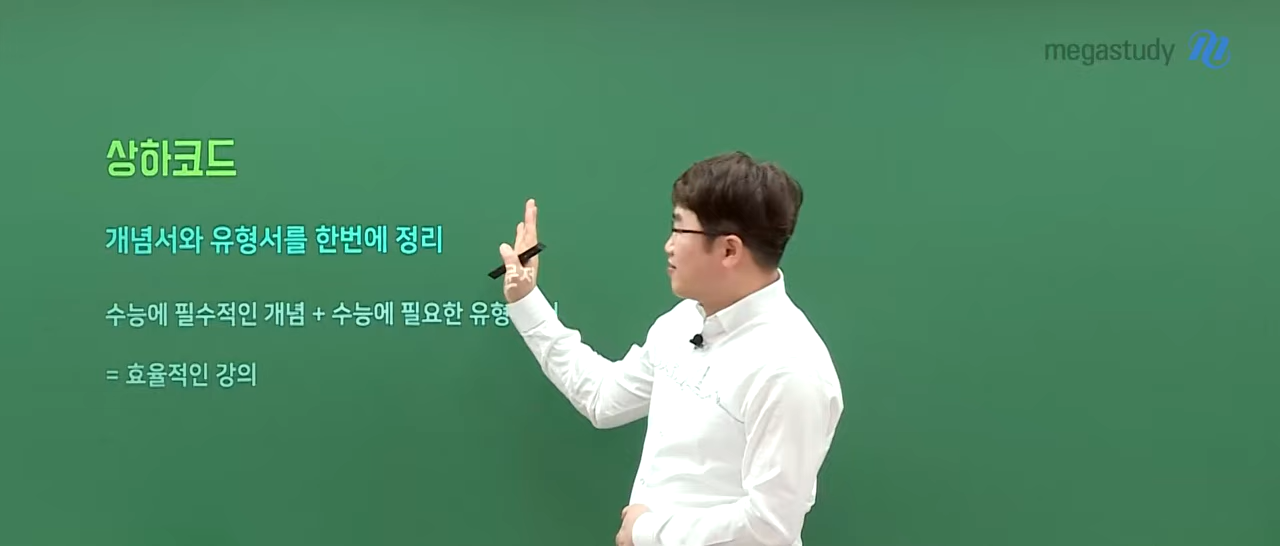 megastudy
상하코드
개념서와 유형서를 한번에 정리
수능에 필수적인 개념 + 수능에 필요한 유형
= 효율적인 강의